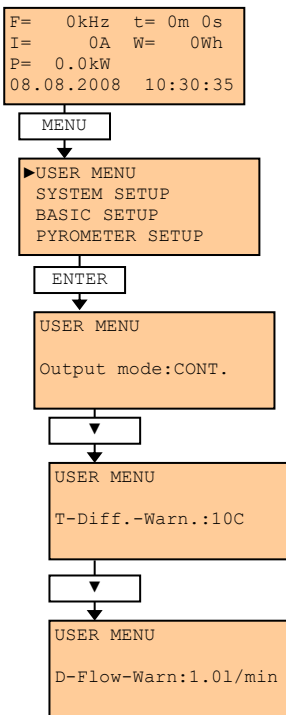 F=   0kHz  t= 0m 0s
I=     0A  W=   0Wh
P=  0.0kW
08.08.2008  10:30:35
MENU
►USER MENU
SYSTEM SETUP
BASIC SETUP
PYROMETER SETUP
ENTER
USER MENU
Output mode:CONT.
▼
USER MENU
T-Diff.-Warn.:10C
▼
USER MENU
D-Flow-Warn:1.0l/min